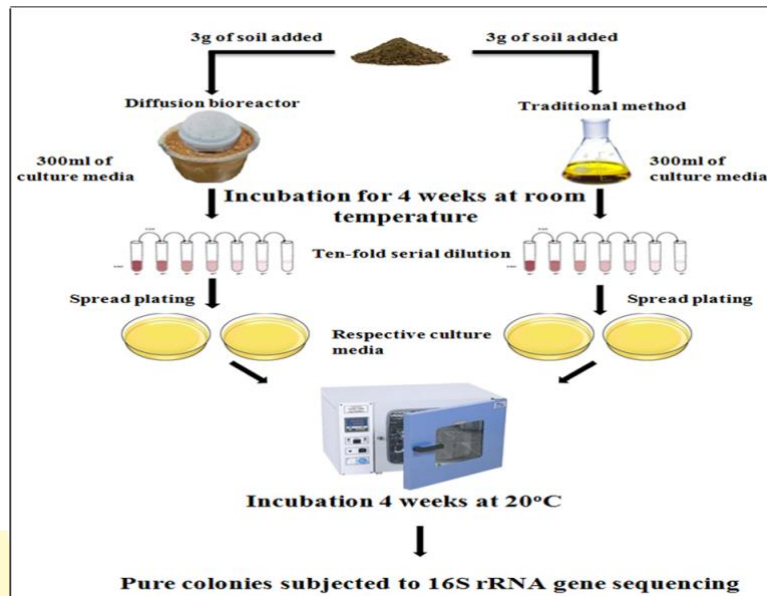 3g of soil added
3g of soil added
Diffusion bioreactor
Traditional method
300ml of
culture media
300ml of
culture media
Incubation for 4 weeks at room
temperature
Ten-fold serial dilution
Spread plating
Spread plating
Respective culture
media
Incubation 4 weeks at 20°C
Pure colonies subjected to 16S rRNA gene sequencing